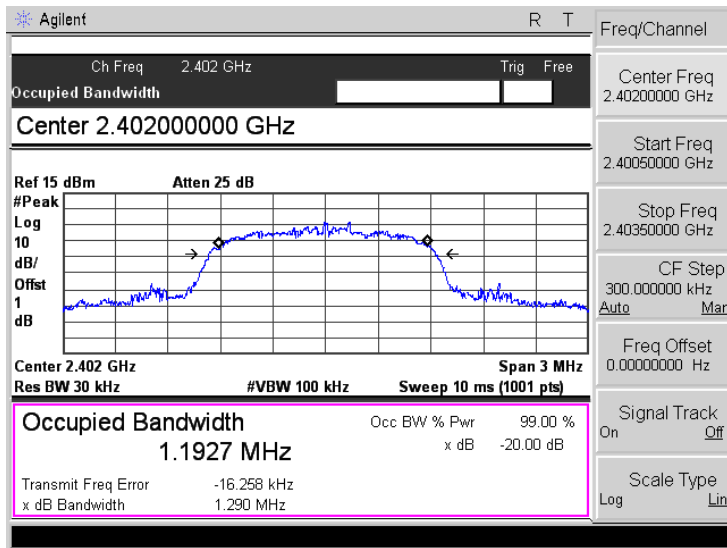 Agilent R T
Ch Freq 2.402 GHz Trig Free
Occupied Bandwidth
Center 2.402000000 GHz
Ref 15 dBm Atten 25 dB
#Peak
Log
10
dB/
Offst
1
dB
Center 2.402 GHz Span 3 MHz
Res BW 30 kHz #VBW 100 kHz Sweep 10 ms (1001 pts)
Occupied Bandwidth Occ BW % Pwr 99.00 %
1.1927 MHz x dB -20.00 dB
Transmit Freq Error -16.258 kHz
x dB Bandwidth 1.290 MHz
Freq/Channel
Center Freq
2.40200000 GHz
Start Freq
2.40050000 GHz
Stop Freq
2.40350000 GHz
CF Step
300.000000 kHz
Auto Man
Freq Offset
0.00000000 Hz
Signal Track
On Off
Scale Type
Log Lin